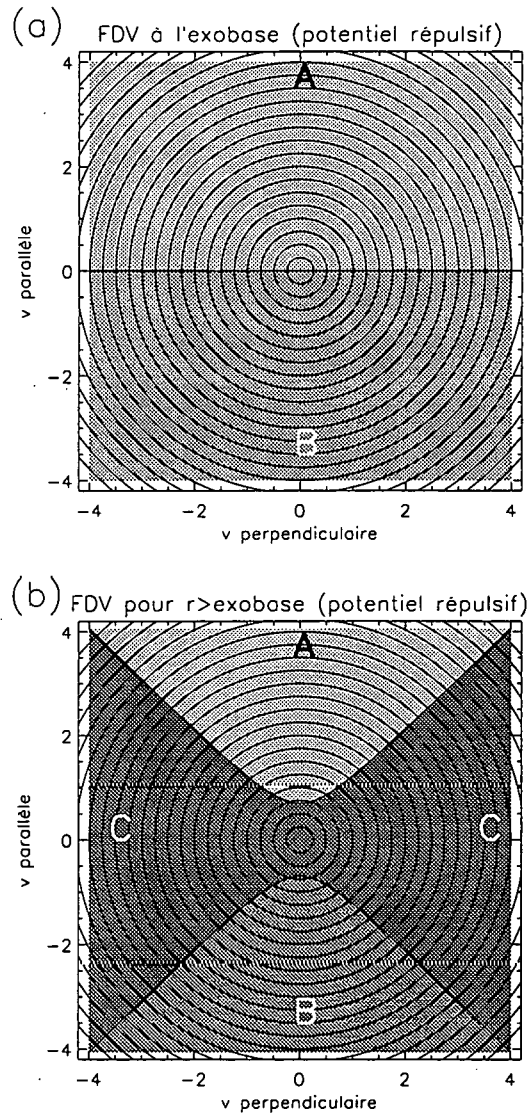 (a) FDV à l'exobase (potentiel répulsif)
A
4
2
v parallèle
0
-2
B
-4
-4 -2 0 2 4
v perpendiculaire
(b) FDV pour r>exobase (potentiel répulsif)
4
A
2
v parallèle
C
C
0
-2
B
-4
-4 -2 0 2 4
v perpendiculaire